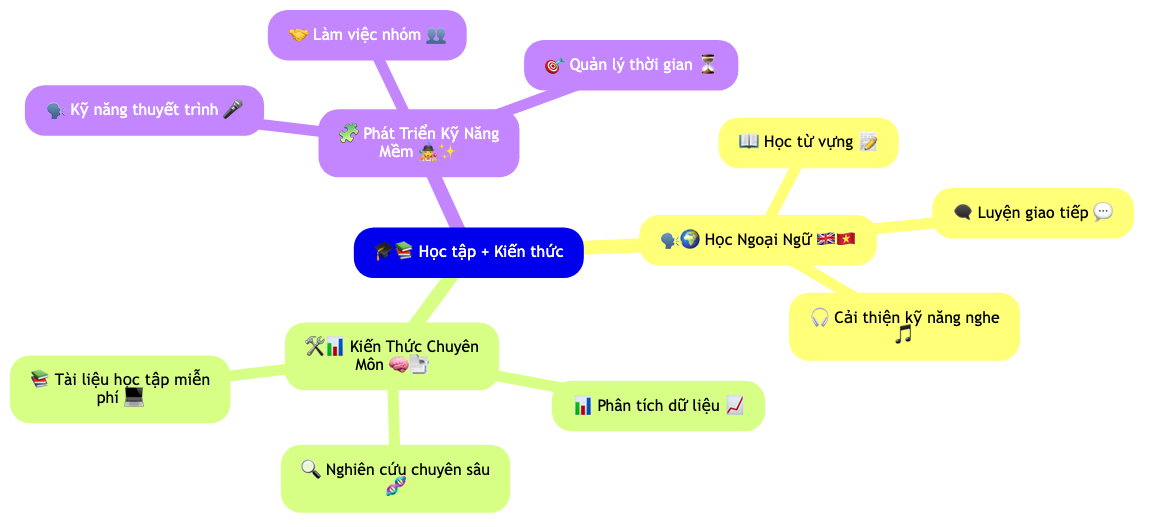 🤝 Làm việc nhóm 👥
🎯 Quản lý thời gian ⏳
🗣️ Kỹ năng thuyết trình 🎤
🧩 Phát Triển Kỹ Năng
Mềm 🧙✨
📖 Học từ vựng 📝
🗨️ Luyện giao tiếp 💬
🗣️🌍 Học Ngoại Ngữ 🇬🇧🇻🇳
🎓📚 Học tập + Kiến thức
🎧 Cải thiện kỹ năng nghe
🎵
🛠️📊 Kiến Thức Chuyên
Môn 🧠📄
📚 Tài liệu học tập miễn
phí 💻
📊 Phân tích dữ liệu 📈
🔍 Nghiên cứu chuyên sâu
🧬